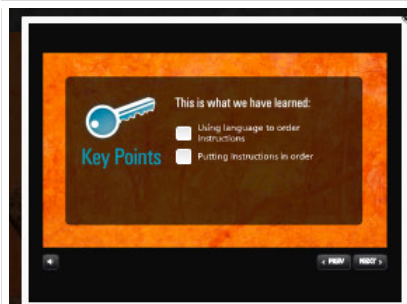 This is what we have learned:
Using language to order
instructions
Putting instructions in order
Key Points
< PREV
NEXT >